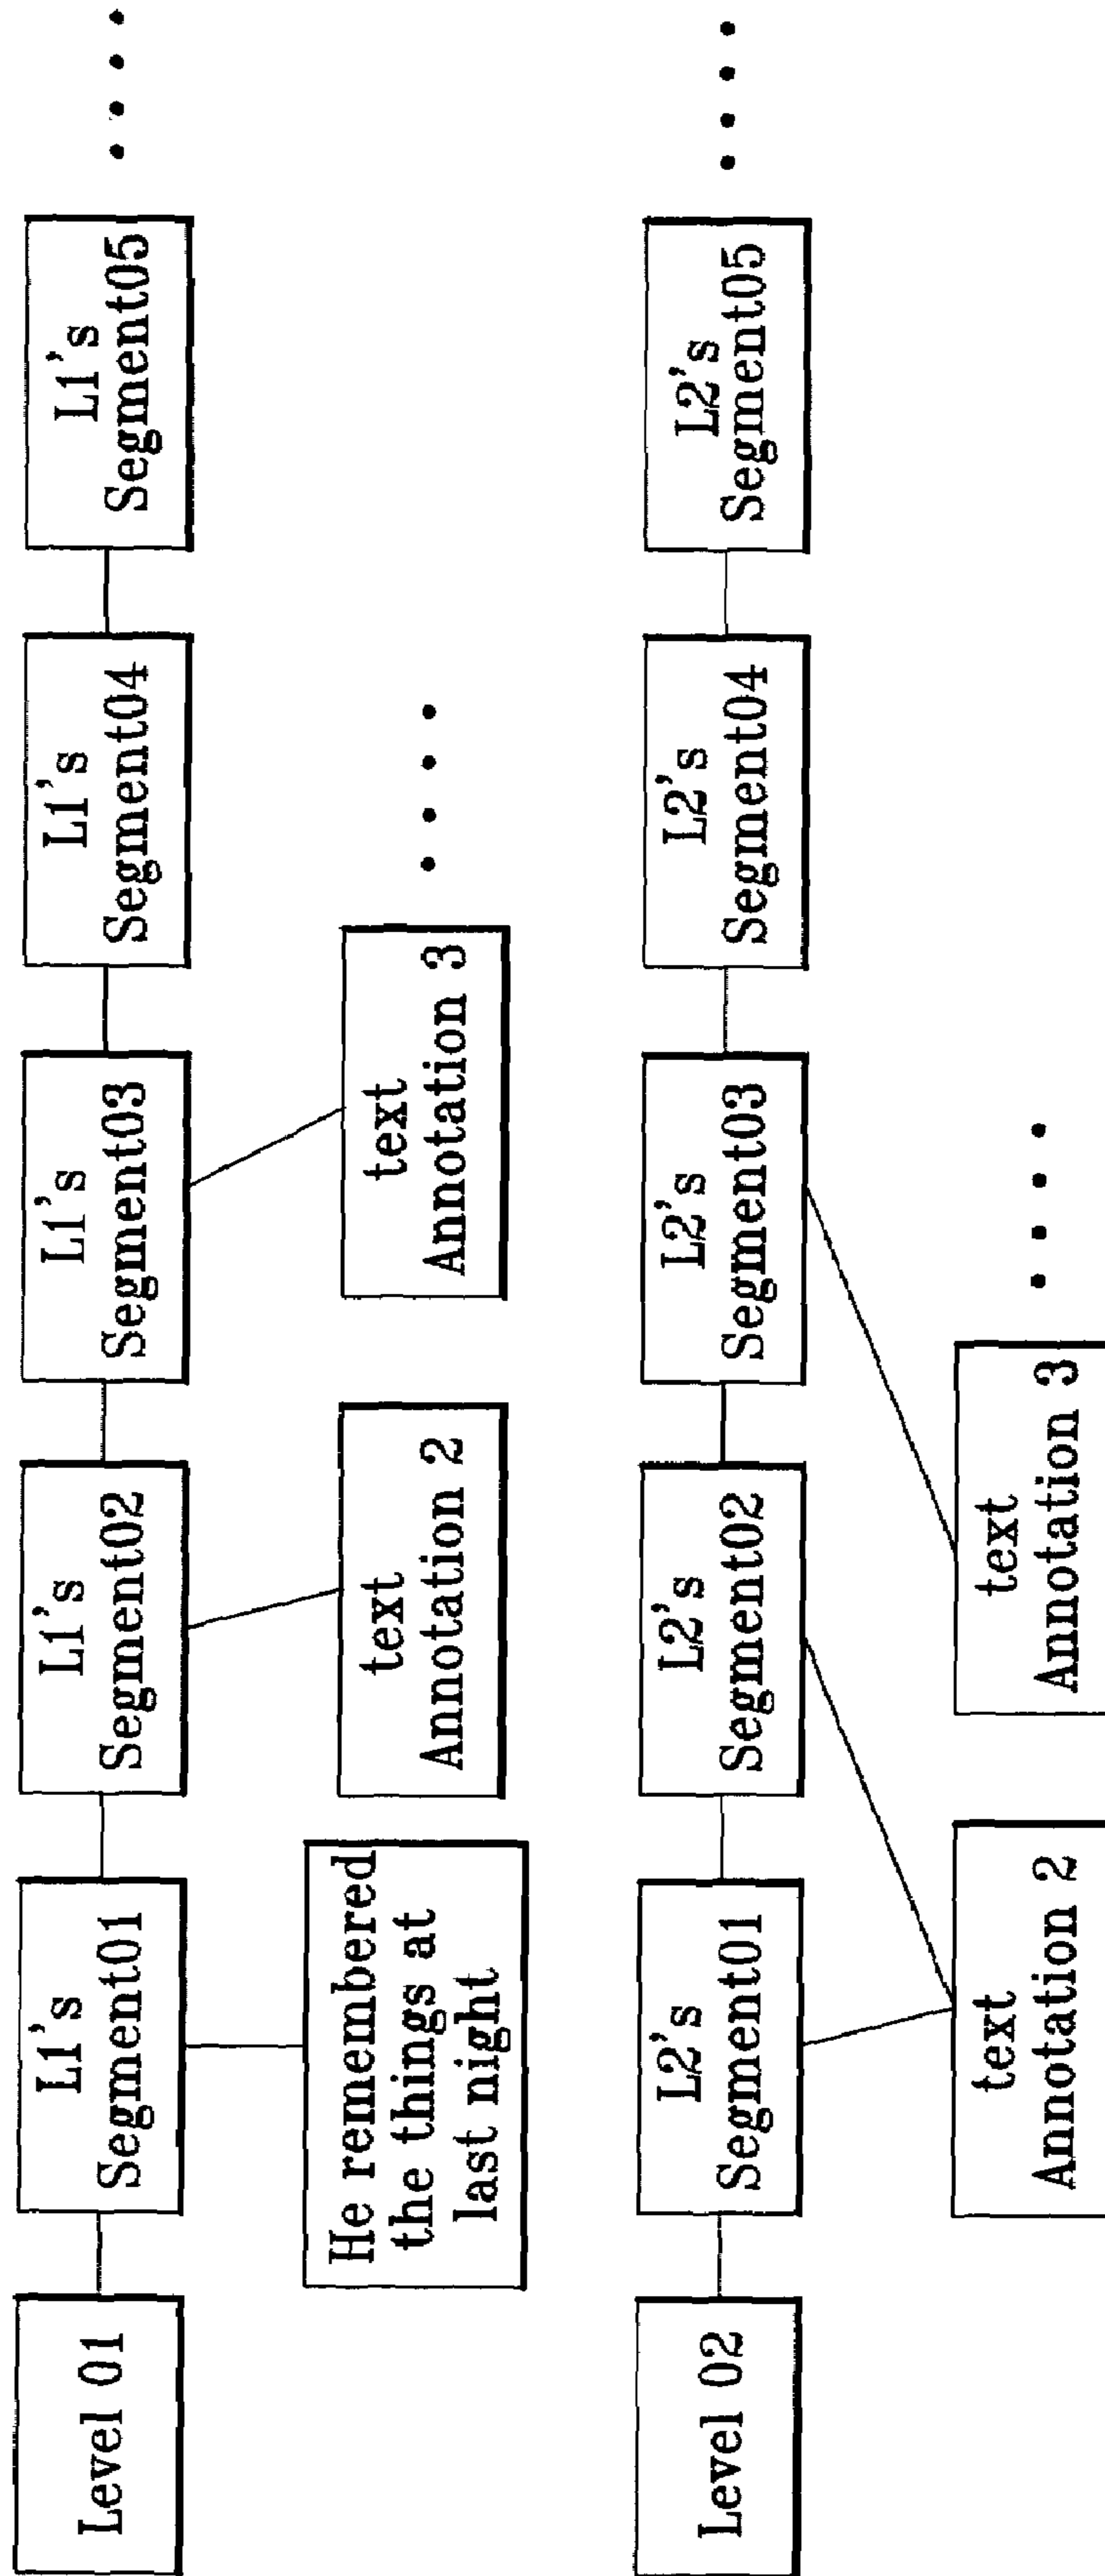 Level 01
L1's
Segment01
L1's
Segment02
L1's
Segment03
L1's
Segment04
L1's
Segment05
He remembered
the things at
last night
text
Annotation 2
text
Annotation 3
Level 02
L2's
Segment01
L2's
Segment02
L2's
Segment03
L2's
Segment04
L2's
Segment05
text
Annotation 2
text
Annotation 3